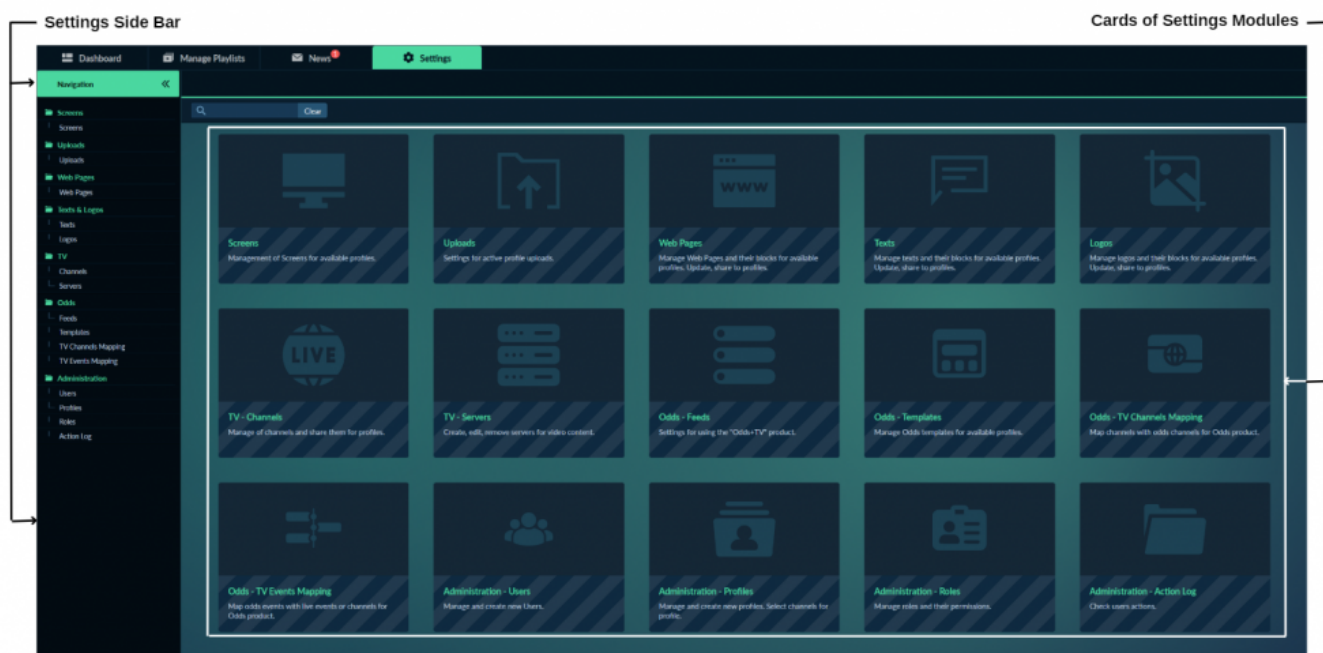 Settings Side Bar
Cards of Settings Modules
Dashboard
Manage Playlists
News
1
Settings
Navigation
Clear
Screens
Screens
Uploads
Uploads
Web Pages
Web Pages
Texts & Logos
Texts
Logos
TV
Channels
Servers
Odds
Feeds
Templates
TV Channels Mapping
TV Events Mapping
Administration
Users
Profiles
Roles
Action Log
Screens
Management of Screens for available profiles.
Uploads
Settings for active profile uploads.
WWW
Web Pages
Manage Web Pages and their blocks for available
profiles. Update, share to profiles.
Texts
Manage texts and their blocks for available profiles.
Update, share to profiles.
Logos
Manage logos and their blocks for available profiles.
Update, share to profiles.
LIVE
TV - Channels
Manage of channels and share them for profiles.
TV - Servers
Create, edit, remove servers for video content.
Odds - Feeds
Settings for using the "Odds+TV" product.
Odds - Templates
Manage Odds templates for available profiles.
Odds - TV Channels Mapping
Map channels with odds channels for Odds product.
Odds - TV Events Mapping
Map odds events with live events or channels for
Odds product.
Administration - Users
Manage and create new Users.
Administration - Profiles
Manage and create new profiles. Select channels for
profile.
Administration - Roles
Manage roles and their permissions.
Administration - Action Log
Check users actions.